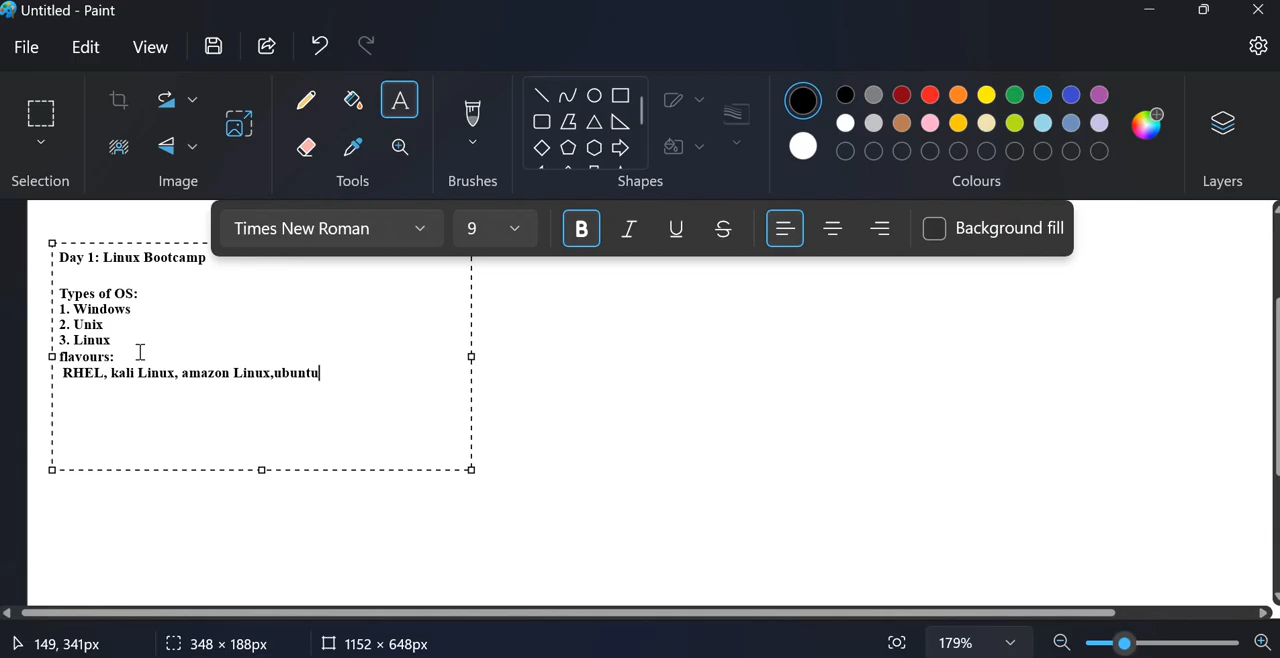 Untitled - Paint
File Edit View
Selection Image Tools Brushes Shapes Colours Layers
Times New Roman 9 B I U S Background fill
Day 1: Linux Bootcamp
Types of OS:
1. Windows
2. Unix
3. Linux
flavours:
RHEL, kali Linux, amazon Linux,ubuntu
149, 341px 348 × 188px 1152 × 648px 179%